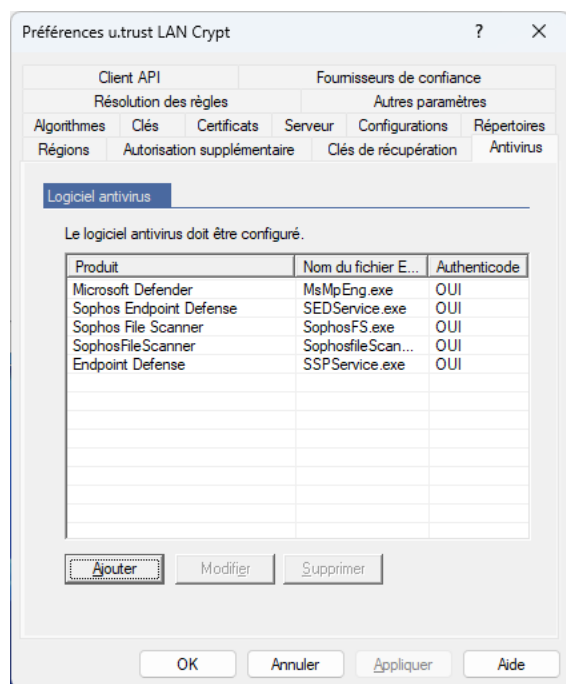 Préférences u.trust LAN Crypt ?
Client API Fournisseurs de confiance
Résolution des règles Autres paramètres
Algorithmes Clés Certificats Serveur Configurations Répertoires
Régions Autorisation supplémentaire Clés de récupération Antivirus
Logiciel antivirus
Le logiciel antivirus doit être configuré.
Produit Nom du fichier E... Authenticode
Microsoft Defender MsMpEng.exe OUI
Sophos Endpoint Defense SEDService.exe OUI
Sophos File Scanner SophosFS.exe OUI
SophosFileScanner SophosfileScan... OUI
Endpoint Defense SSPService.exe OUI
Ajouter Modifier Supprimer
OK Annuler Appliquer Aide